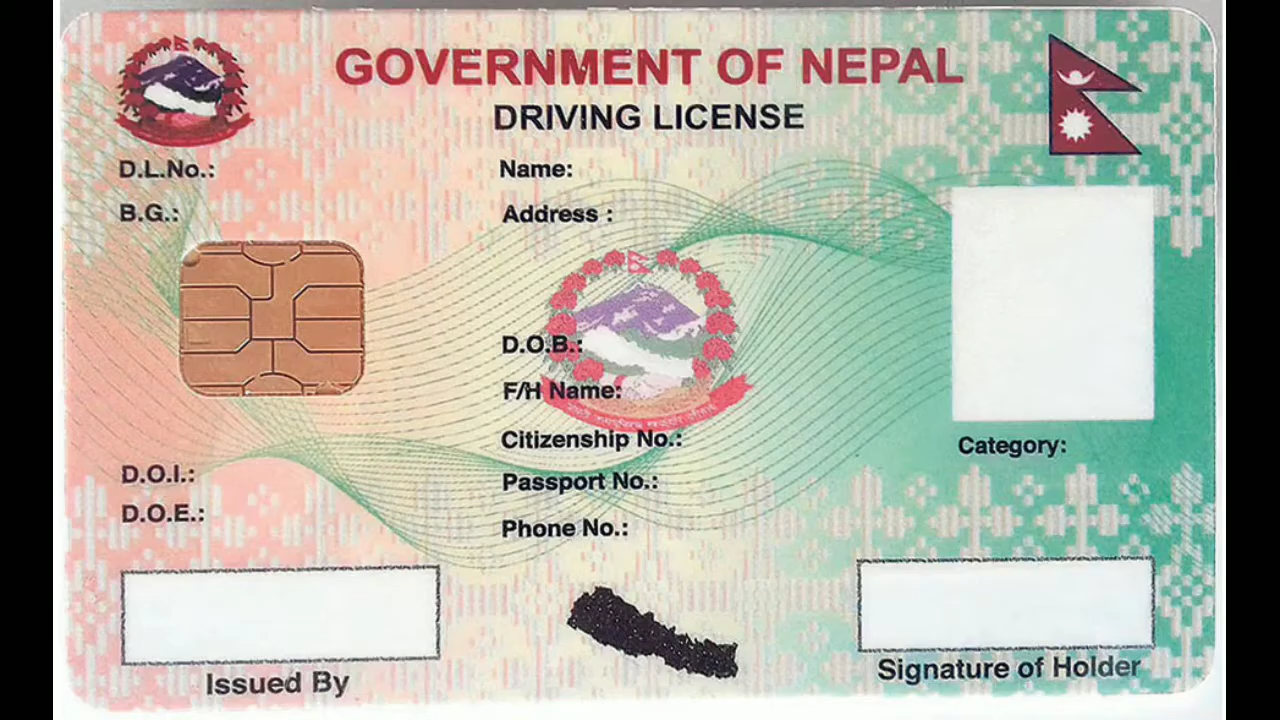 GOVERNMENT OF NEPAL
DRIVING LICENSE
D.L.No.:
Name:
B.G.:
Address :
D.O.B.:
F/H Name:
Citizenship No.:
Category:
D.O.I.:
Passport No.:
D.O.E.:
Phone No.:
Issued By
Signature of Holder